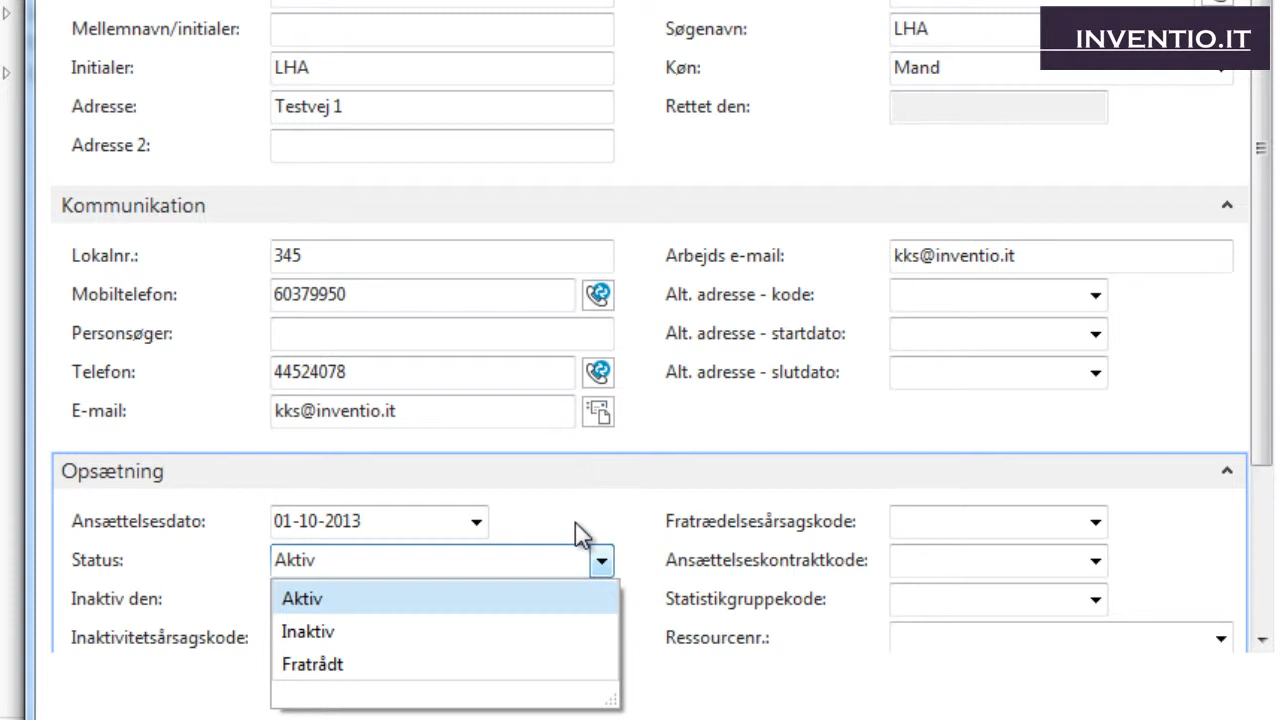 INVENTIO.IT
Mellemnavn/initialer:
Søgenavn: LHA
Initialer: LHA
Køn: Mand
Adresse: Testvej 1
Rettet den:
Adresse 2:
Kommunikation
Lokalnr.: 345
Arbejds e-mail: kks@inventio.it
Mobiltelefon: 60379950
Alt. adresse - kode:
Personsøger:
Alt. adresse - startdato:
Telefon: 44524078
Alt. adresse - slutdato:
E-mail: kks@inventio.it
Opsætning
Ansættelsesdato: 01-10-2013
Fratrædelsesårsagskode:
Status: Aktiv
Ansættelseskontraktkode:
Inaktiv den:
Aktiv
Statistikgruppekode:
Inaktivitetsårsagskode:
Inaktiv
Ressourcenr.:
Fratrådt